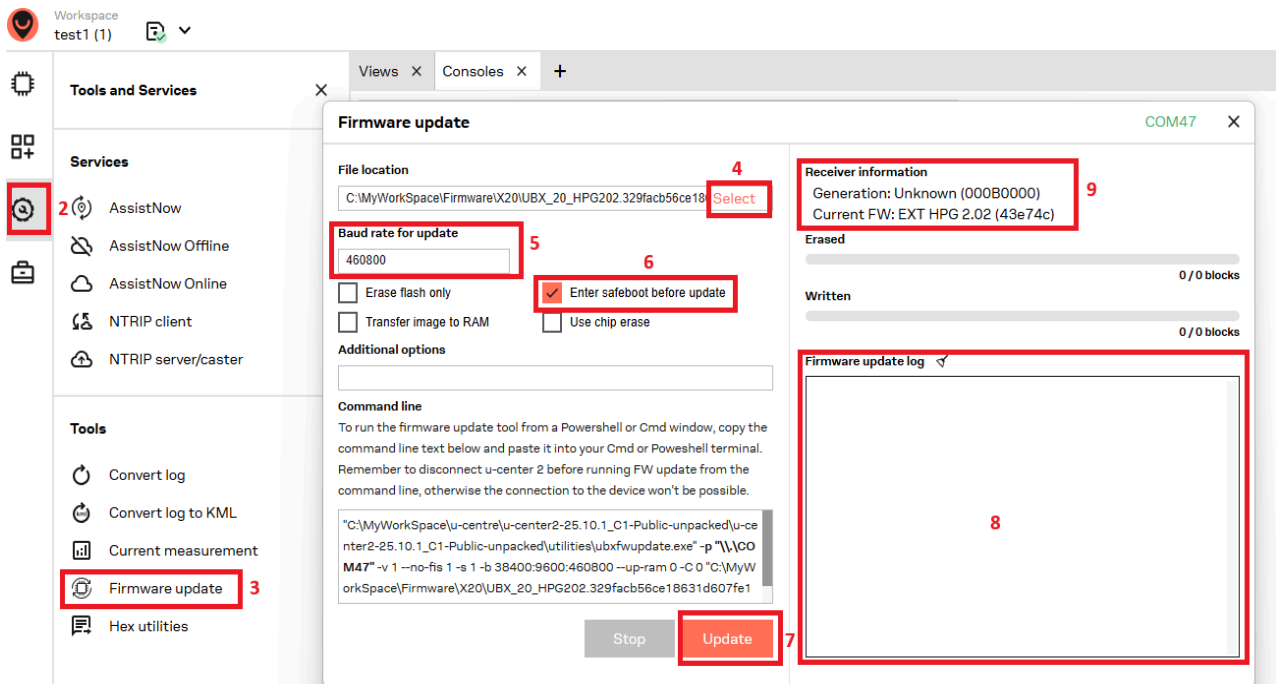 Workspace
test1 (1)
Views
Consoles
Tools and Services
Services
2
AssistNow
AssistNow Offline
AssistNow Online
NTRIP client
NTRIP server/caster
Tools
Convert log
Convert log to KML
Current measurement
Firmware update
3
Hex utilities
Firmware update
COM47
File location
4
C:\MyWorkSpace\Firmware\X20\UBX_20_HPG202.329facb56ce18
Select
Baud rate for update
5
460800
6
Erase flash only
Enter safeboot before update
Transfer image to RAM
Use chip erase
Additional options
Command line
To run the firmware update tool from a Powershell or Cmd window, copy the
command line text below and paste it into your Cmd or Poweshell terminal.
Remember to disconnect u-center 2 before running FW update from the
command line, otherwise the connection to the device won't be possible.
"C:\MyWorkSpace\u-centre\u-center2-25.10.1_C1-Public-unpacked\u-ce
nter2-25.10.1_C1-Public-unpacked\utilities\ubxfwupdate.exe" -p "\\.\CO
M47" -v 1 --no-fis 1 -s 1 -b 38400:9600:460800 --up-ram 0 -C 0 "C:\MyW
orkSpace\Firmware\X20\UBX_20_HPG202.329facb56ce18631d607fe1
Stop
Update
7
Receiver information
Generation: Unknown (000B0000)
Current FW: EXT HPG 2.02 (43e74c)
9
Erased
0 / 0 blocks
Written
0 / 0 blocks
Firmware update log
8